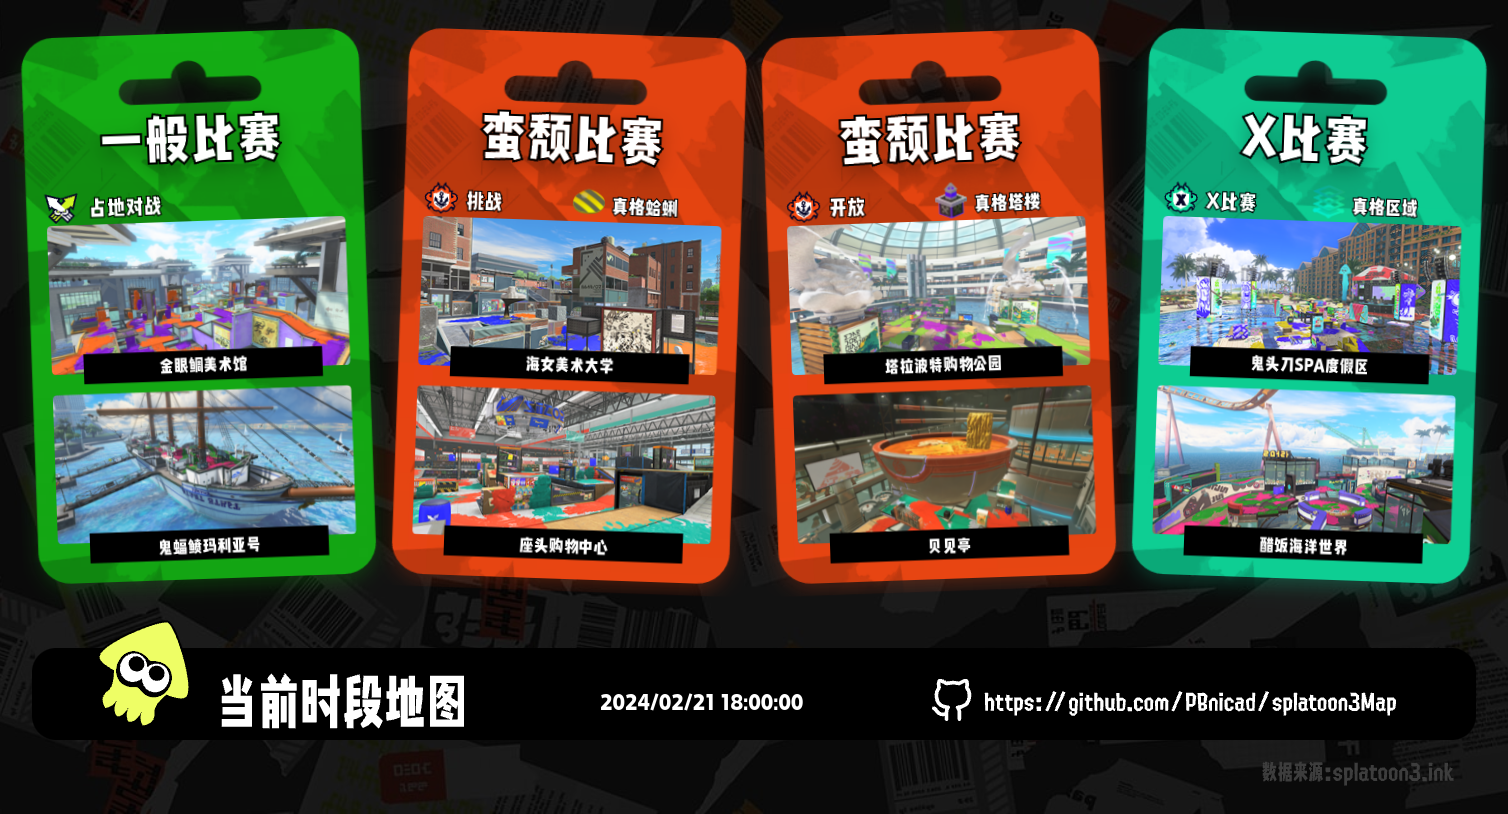 一般比赛
占地对战
金眼鲷美术馆
鬼蝠鲼玛利亚号
蛮颓比赛
挑战
真格蛤蜊
海女美术大学
座头购物中心
蛮颓比赛
开放
真格塔楼
塔拉波特购物公园
贝贝亭
X比赛
X比赛
真格区域
鬼头刀SPA度假区
醋饭海洋世界
当前时段地图
2024/02/21 18:00:00
https://github.com/PBnicad/splatoon3Map
数据来源:splatoon3.ink